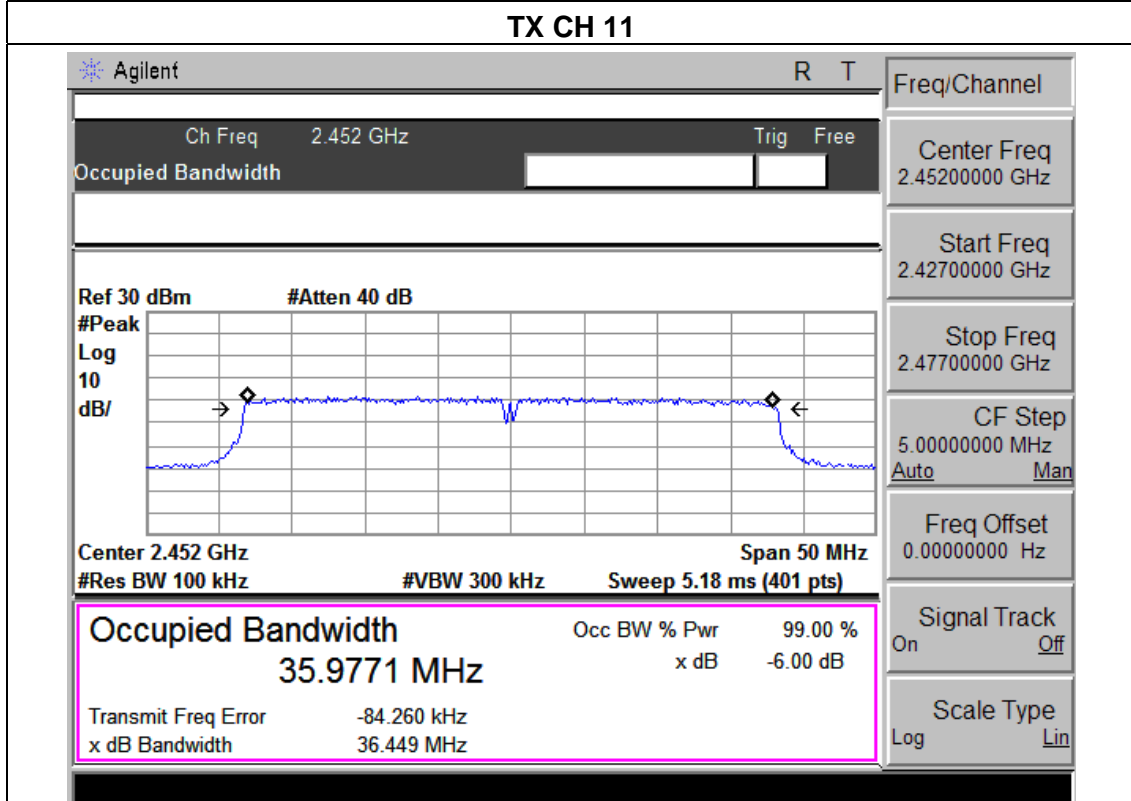 TX CH 11
Agilent R T
Freq/Channel
Ch Freq 2.452 GHz Trig Free
Occupied Bandwidth
Center Freq
2.45200000 GHz
Start Freq
2.42700000 GHz
Ref 30 dBm #Atten 40 dB
#Peak
Log
10
dB/
Stop Freq
2.47700000 GHz
CF Step
5.00000000 MHz
Auto Man
Freq Offset
0.00000000 Hz
Center 2.452 GHz Span 50 MHz
#Res BW 100 kHz #VBW 300 kHz Sweep 5.18 ms (401 pts)
Occupied Bandwidth Occ BW % Pwr 99.00 %
35.9771 MHz x dB -6.00 dB
Signal Track
On Off
Transmit Freq Error -84.260 kHz
x dB Bandwidth 36.449 MHz
Scale Type
Log Lin